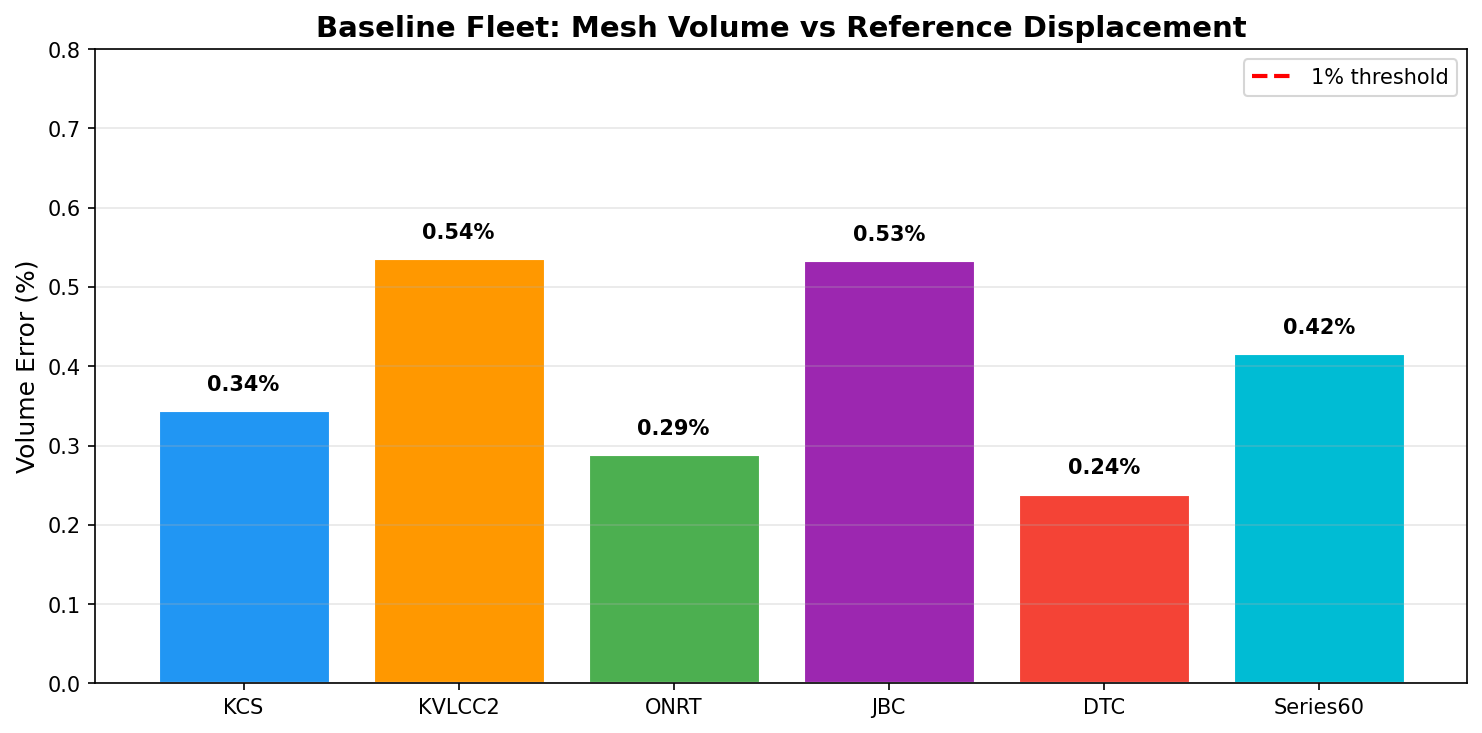 Baseline Fleet: Mesh Volume vs Reference Displacement
1% threshold
Volume Error (%)
0.8
0.7
0.6
0.5
0.4
0.3
0.2
0.1
0.0
0.34%
0.54%
0.29%
0.53%
0.24%
0.42%
KCS
KVLCC2
ONRT
JBC
DTC
Series60